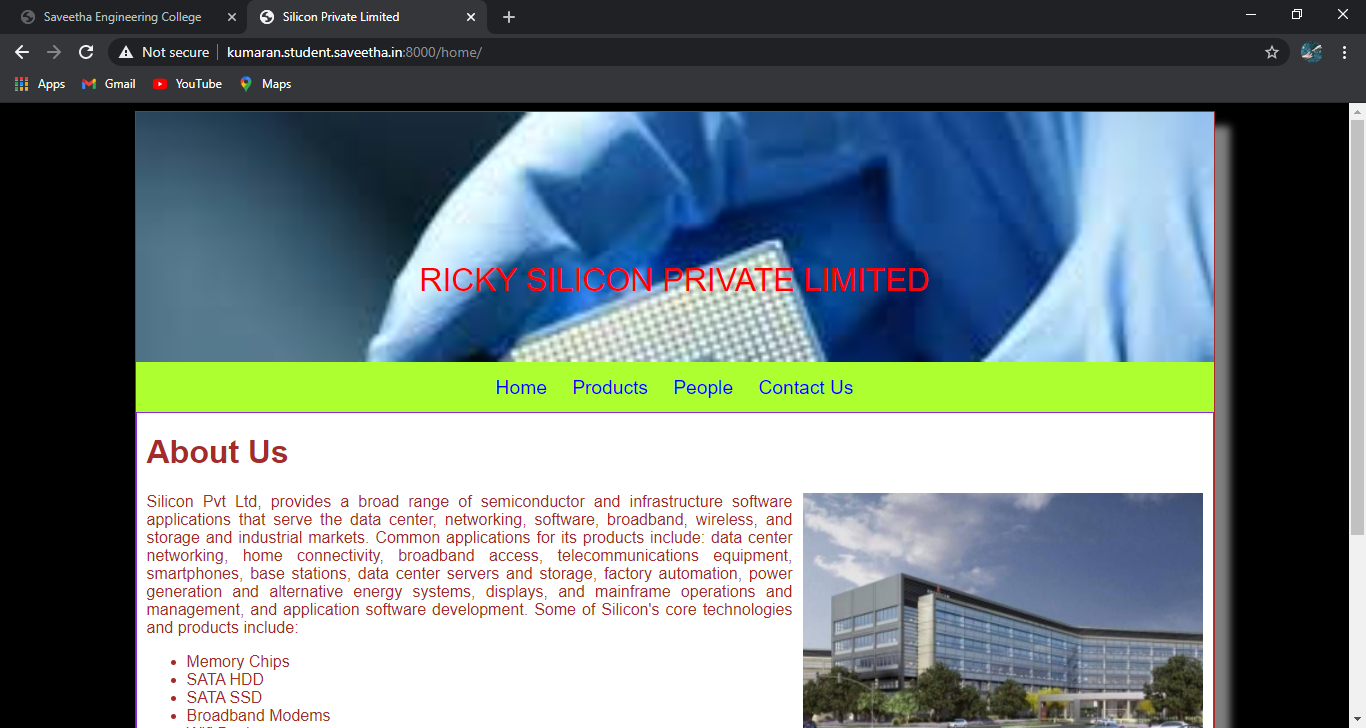 Saveetha Engineering College
Silicon Private Limited
Not secure
kumaran.student.saveetha.in:8000/home/
Apps
Gmail
YouTube
Maps
RICKY SILICON PRIVATE LIMITED
Home
Products
People
Contact Us
About Us
Silicon Pvt Ltd, provides a broad range of semiconductor and infrastructure software
applications that serve the data center, networking, software, broadband, wireless, and
storage and industrial markets. Common applications for its products include: data center
networking, home connectivity, broadband access, telecommunications equipment,
smartphones, base stations, data center servers and storage, factory automation, power
generation and alternative energy systems, displays, and mainframe operations and
management, and application software development. Some of Silicon's core technologies
and products include:
Memory Chips
SATA HDD
SATA SSD
Broadband Modems